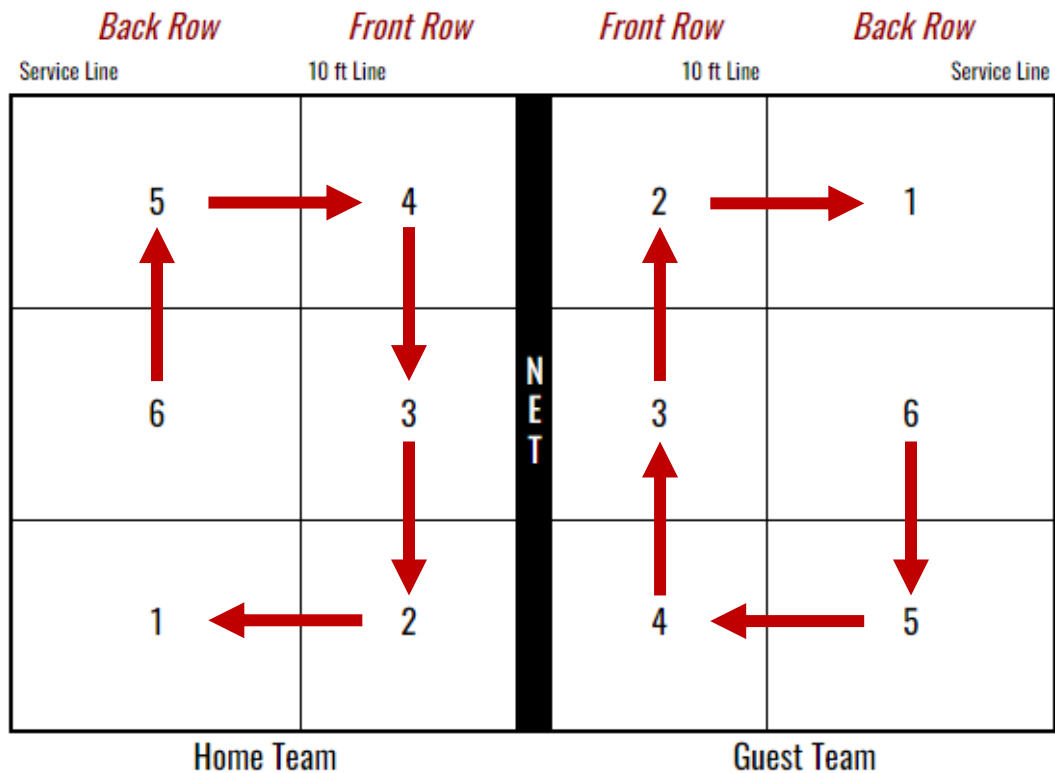 Back Row Front Row Front Row Back Row
Service Line 10 ft Line 10 ft Line Service Line
5 4 2 1
6 3 N
E
T 3 6
1 2 4 5
Home Team Guest Team